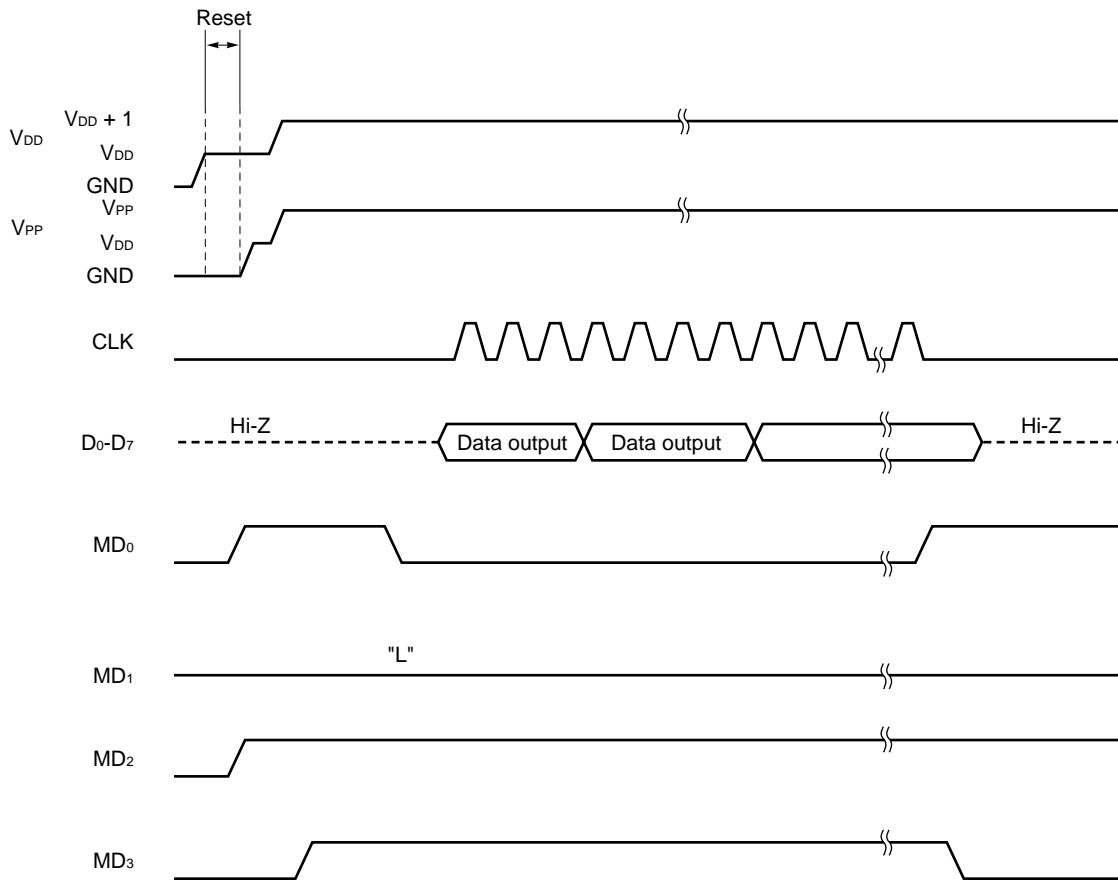 Reset
VDD + 1
VDD
VDD
GND
VPP
VPP
VDD
GND
CLK
Hi-Z
D0-D7
Data output
Data output
Hi-Z
MD0
"L"
MD1
MD2
MD3